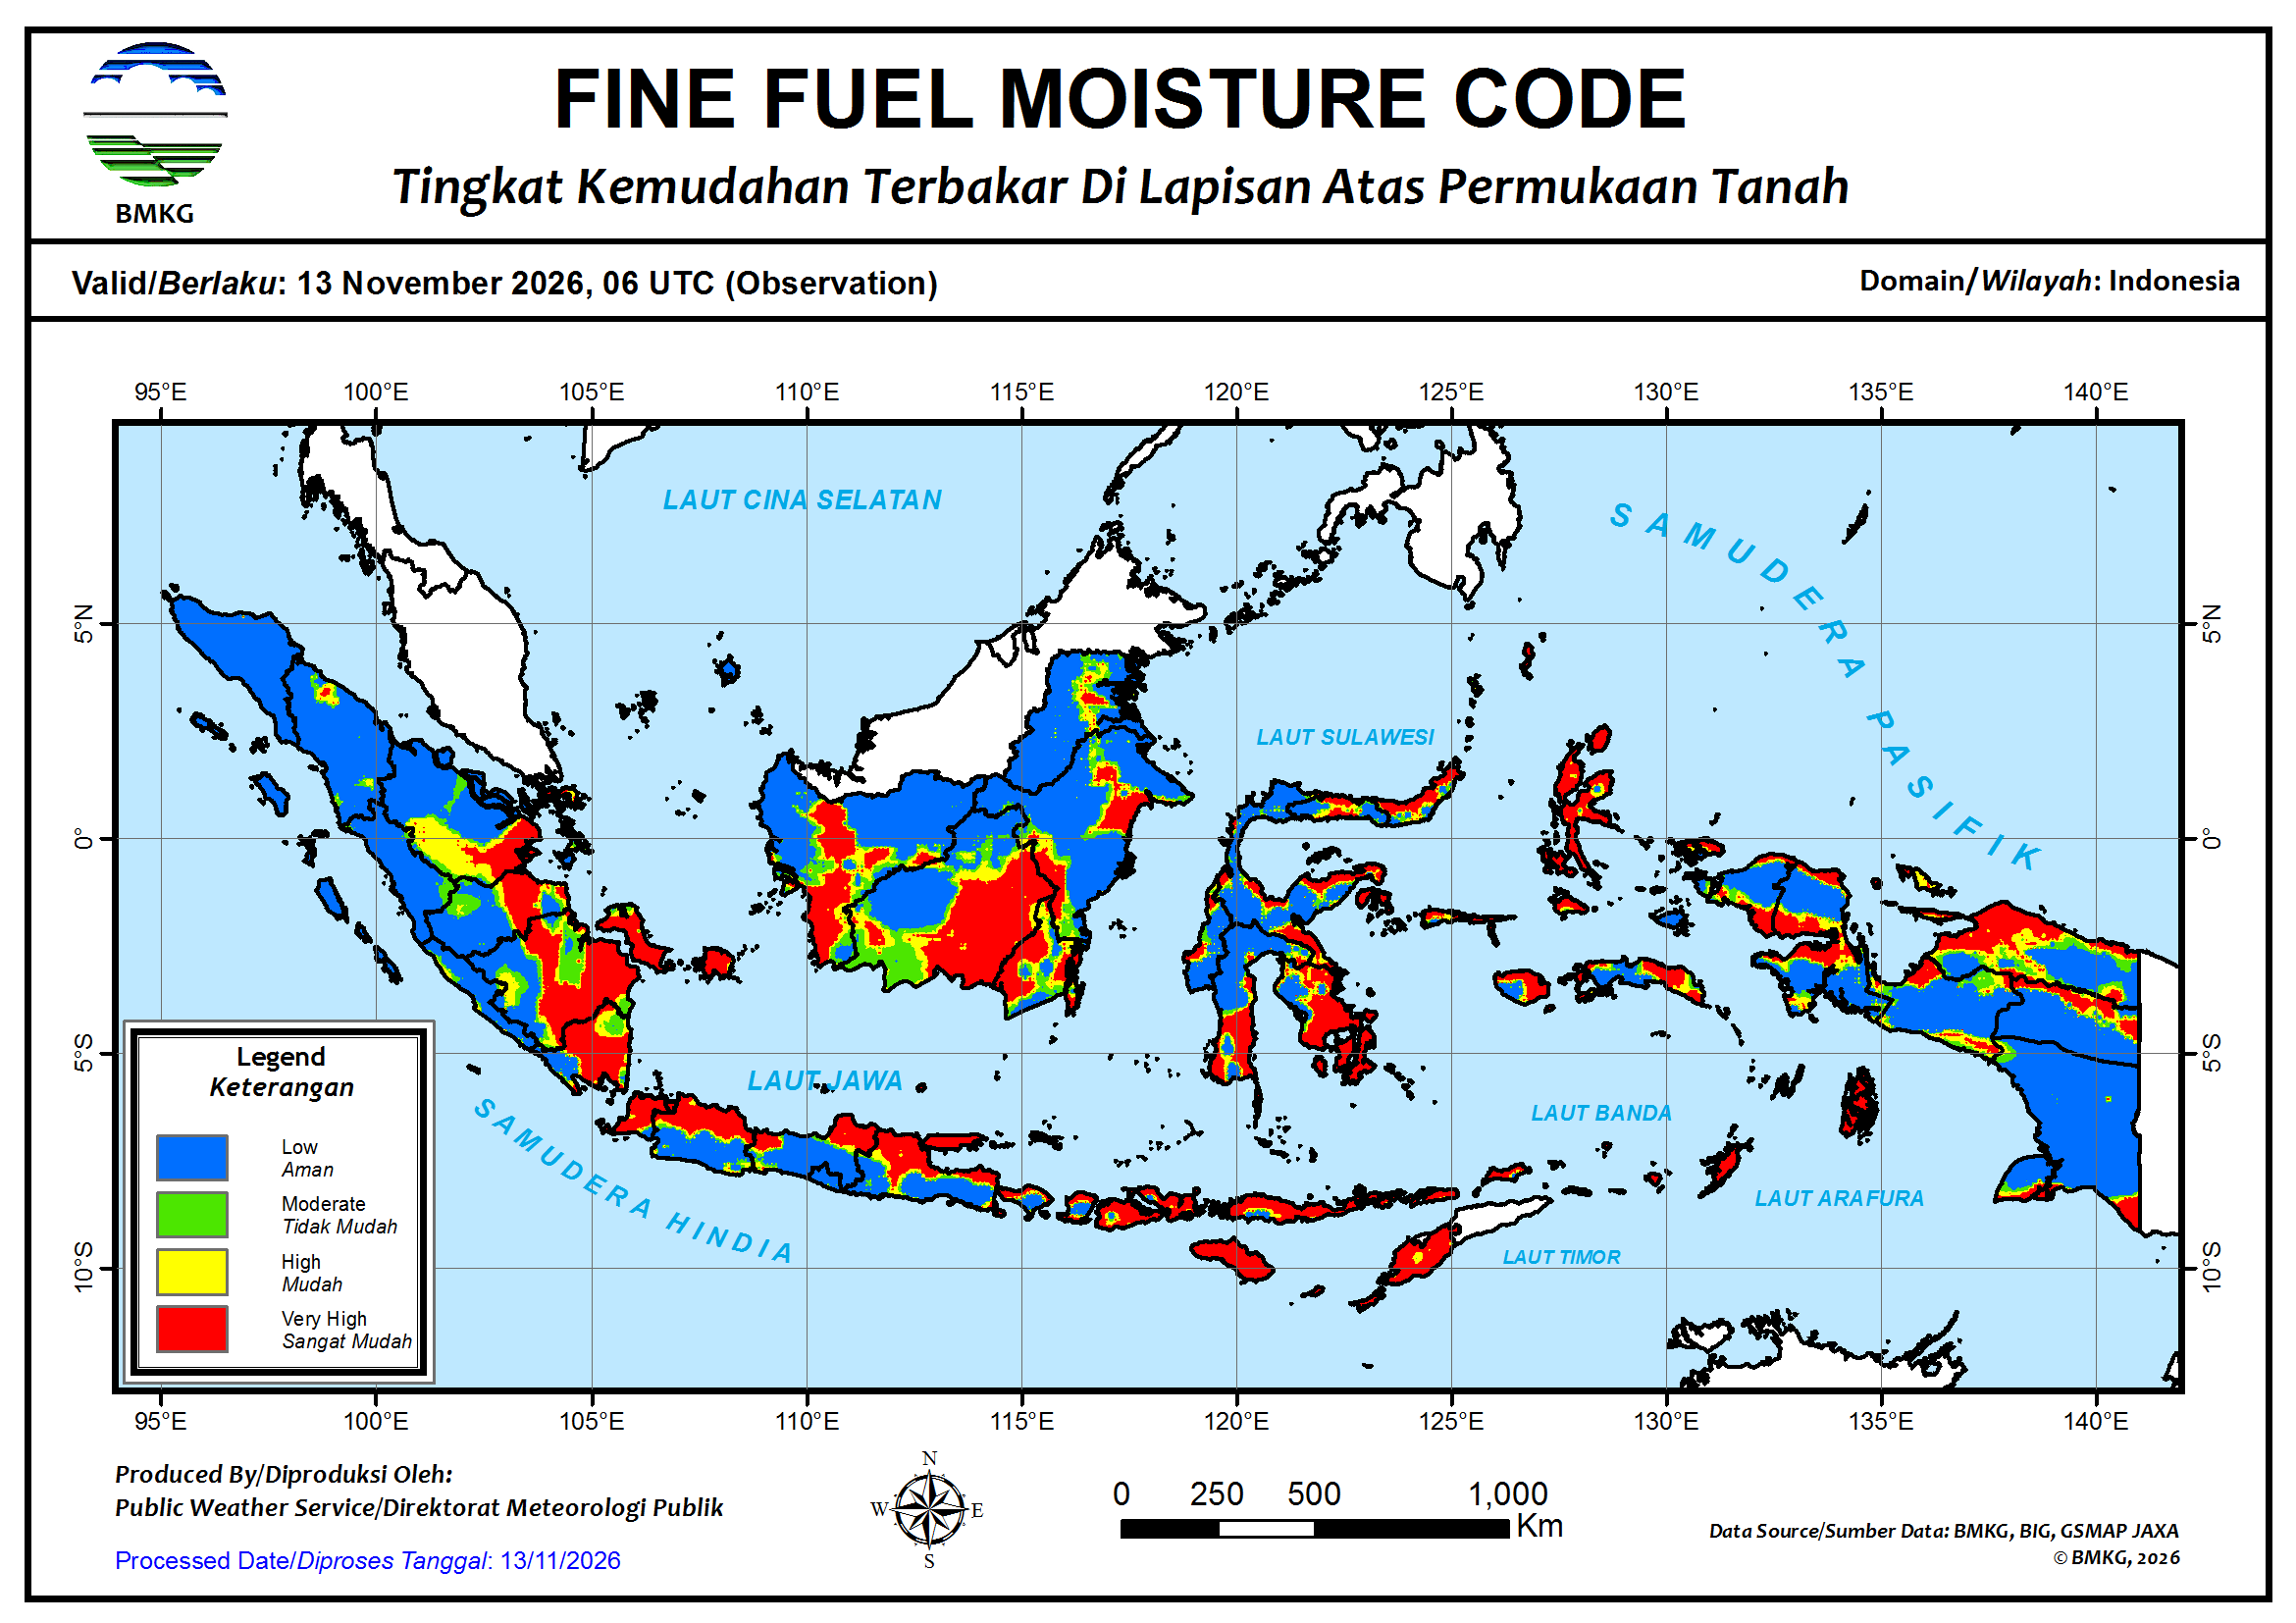 FINE FUEL MOISTURE CODE
Tingkat Kemudahan Terbakar Di Lapisan Atas Permukaan Tanah
BMKG
Valid/Berlaku: 13 November 2026, 06 UTC (Observation)
Domain/Wilayah: Indonesia
95°E 100°E 105°E 110°E 115°E 120°E 125°E 130°E 135°E 140°E
LAUT CINA SELATAN
SAMUDERA PASIFIK
5°N 5°N
LAUT SULAWESI
0° 0°
5°S 5°S
LAUT JAWA
LAUT BANDA
SAMUDERA HINDIA
LAUT ARAFURA
LAUT TIMOR
10°S 10°S
Legend
Keterangan
Low
Aman
Moderate
Tidak Mudah
High
Mudah
Very High
Sangat Mudah
95°E 100°E 105°E 110°E 115°E 120°E 125°E 130°E 135°E 140°E
Produced By/Diproduksi Oleh:
Public Weather Service/Direktorat Meteorologi Publik
Processed Date/Diproses Tanggal: 13/11/2026
N
W E
S
0 250 500 1,000
Km
Data Source/Sumber Data: BMKG, BIG, GSMAP JAXA
© BMKG, 2026